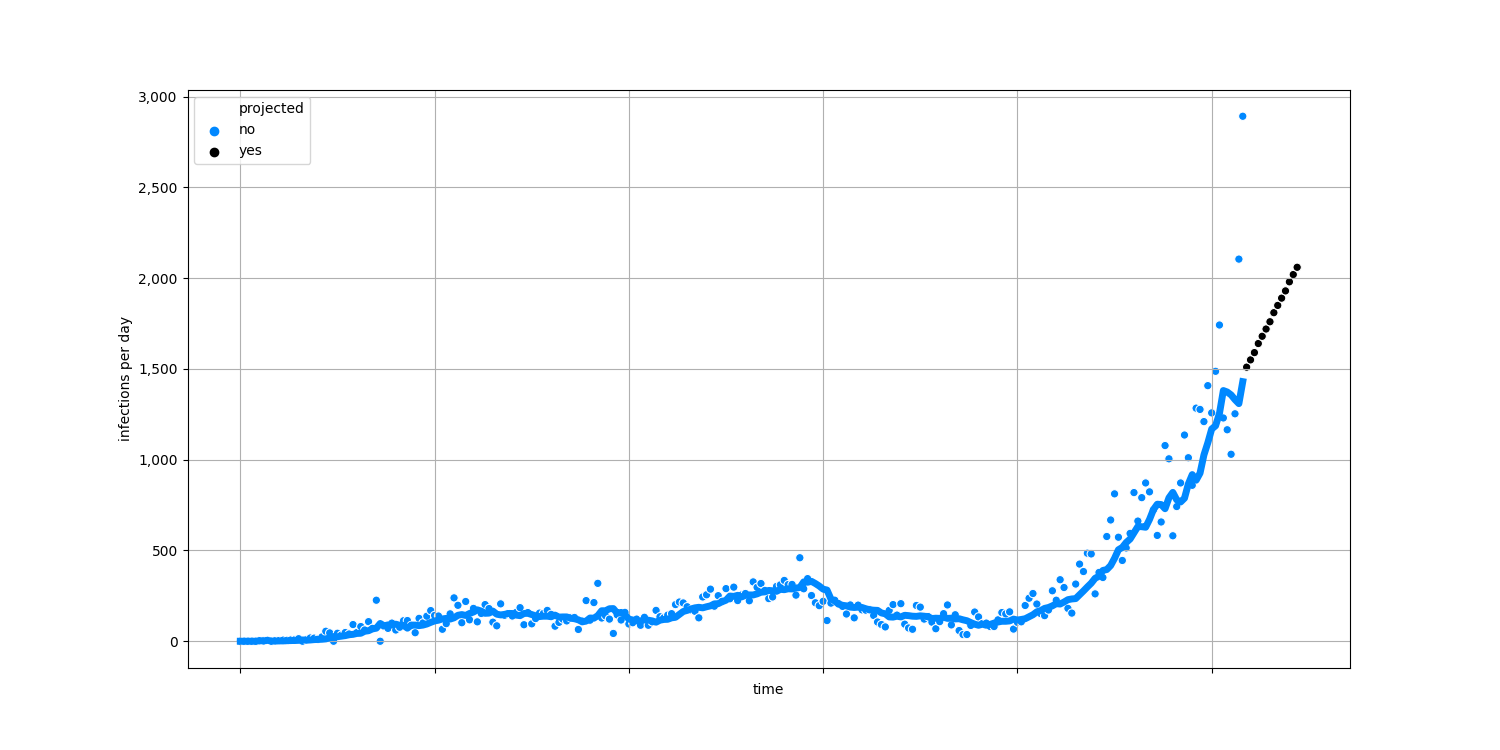 3,000
2,500
2,000
1,500
1,000
500
0
infections per day
time
projected
no
yes